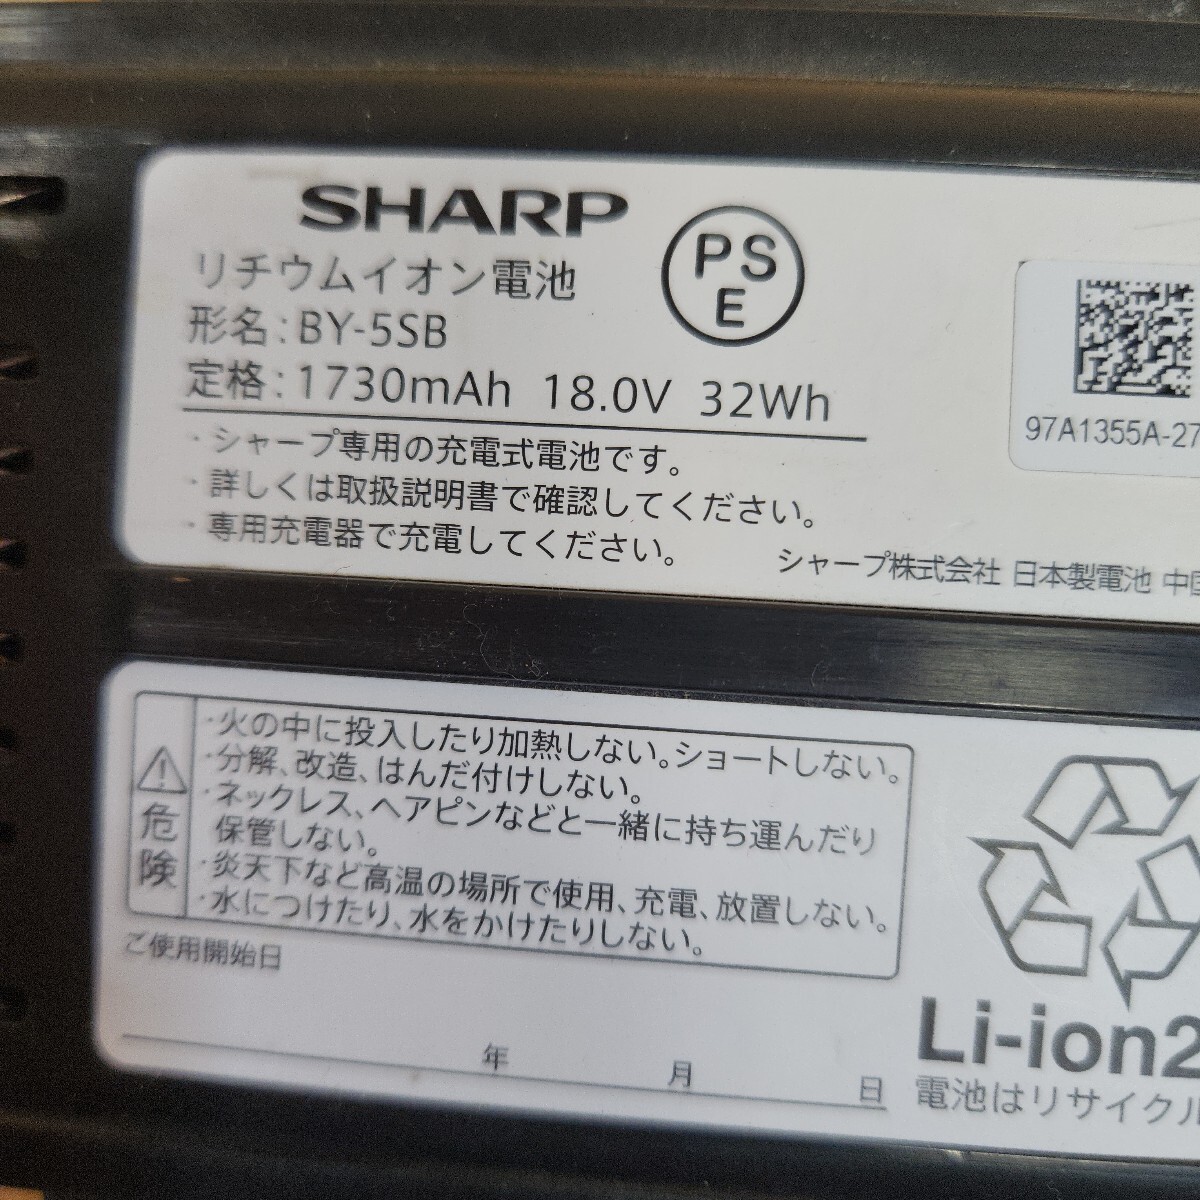 SHARP
PS
E
リチウムイオン電池
形名:BY-5SB
定格:1730mAh 18.0V 32Wh
・シャープ専用の充電式電池です。
・詳しくは取扱説明書で確認してください。
・専用充電器で充電してください。
97A1355A-27
シャープ株式会社 日本製電池 中国
⚠危険
・火の中に投入したり加熱しない。ショートしない。
・分解、改造、はんだ付けしない。
・ネックレス、ヘアピンなどと一緒に持ち運んだり
保管しない。
・炎天下など高温の場所で使用、充電、放置しない。
・水につけたり、水をかけたりしない。
ご使用開始日
年 月 日
Li-ion2
電池はリサイクル